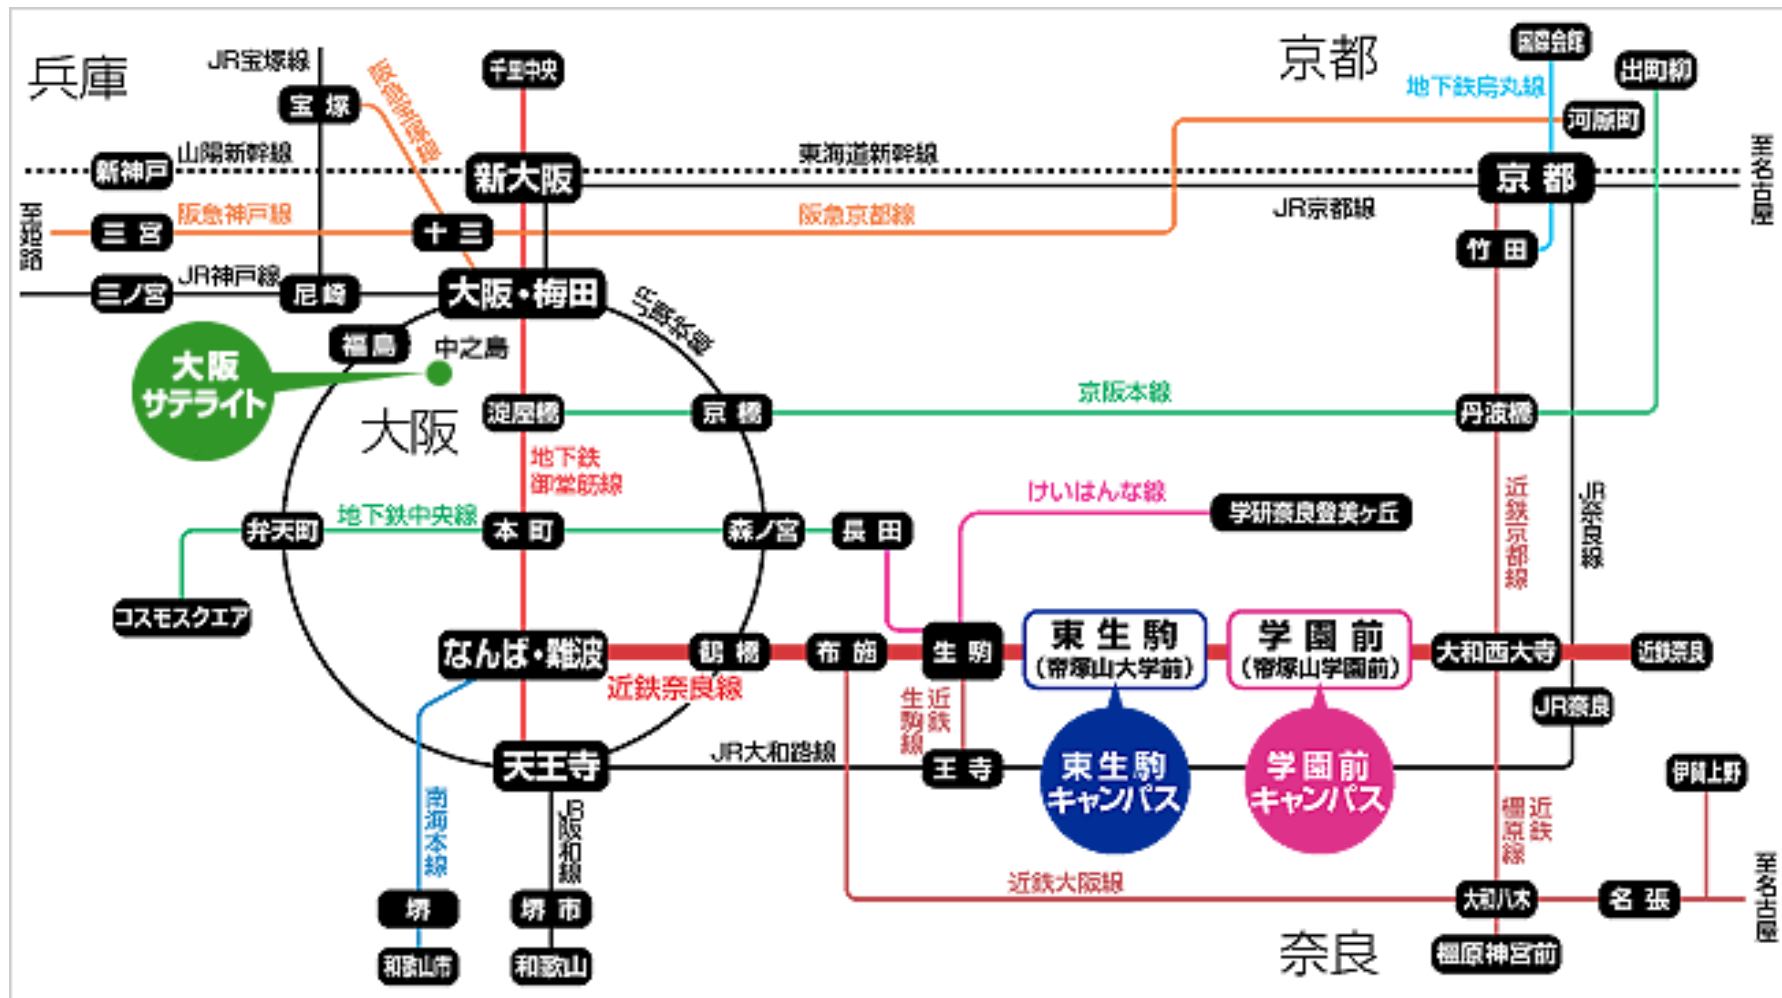 兵庫
JR宝塚線
宝塚
阪急宝塚線
千里中央
京都
国際会館
出町柳
地下鉄烏丸線
河原町
新神戸
山陽新幹線
新大阪
東海道新幹線
京都
至名古屋
至姫路
三宮
阪急神戸線
十三
阪急京都線
JR京都線
竹田
三ノ宮
JR神戸線
尼崎
大阪・梅田
JR環状線
福島
中之島
大阪
サテライト
大阪
淀屋橋
京橋
京阪本線
丹波橋
地下鉄
御堂筋線
けいはんな線
学研奈良登美ヶ丘
近鉄京都線
JR奈良線
弁天町
地下鉄中央線
本町
森ノ宮
長田
コスモスクエア
なんば・難波
鶴橋
布施
生駒
東生駒
(帝塚山大学前)
学園前
(帝塚山学園前)
大和西大寺
近鉄奈良
近鉄奈良線
近鉄
生駒線
JR奈良
天王寺
JR大和路線
王寺
東生駒
キャンパス
学園前
キャンパス
伊賀上野
南海本線
JR阪和線
近鉄
橿原線
近鉄大阪線
大和八木
名張
至名古屋
堺
堺市
和歌山市
和歌山
奈良
橿原神宮前